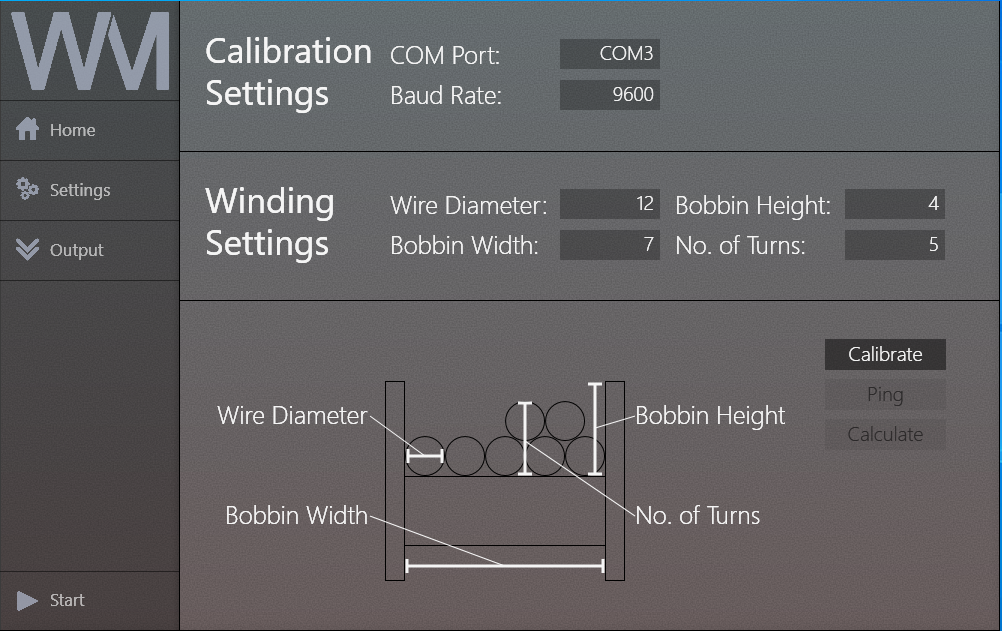 WM
Home
Settings
Output
Start
Calibration
Settings
COM Port: COM3
Baud Rate: 9600
Winding
Settings
Wire Diameter: 12 Bobbin Height: 4
Bobbin Width: 7 No. of Turns: 5
Calibrate
Ping
Calculate
Wire Diameter Bobbin Height
Bobbin Width No. of Turns